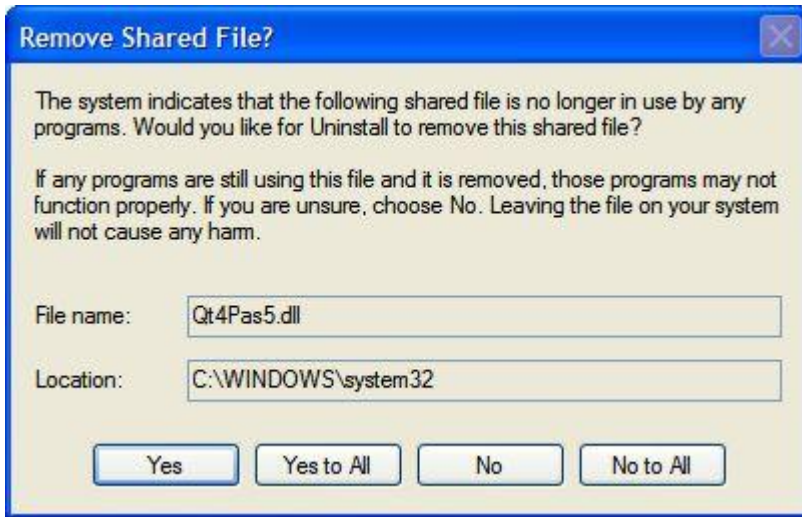 Remove Shared File?
The system indicates that the following shared file is no longer in use by any
programs. Would you like for Uninstall to remove this shared file?
If any programs are still using this file and it is removed, those programs may not
function properly. If you are unsure, choose No. Leaving the file on your system
will not cause any harm.
File name: Qt4Pas5.dll
Location: C:\WINDOWS\system32
Yes Yes to All No No to All